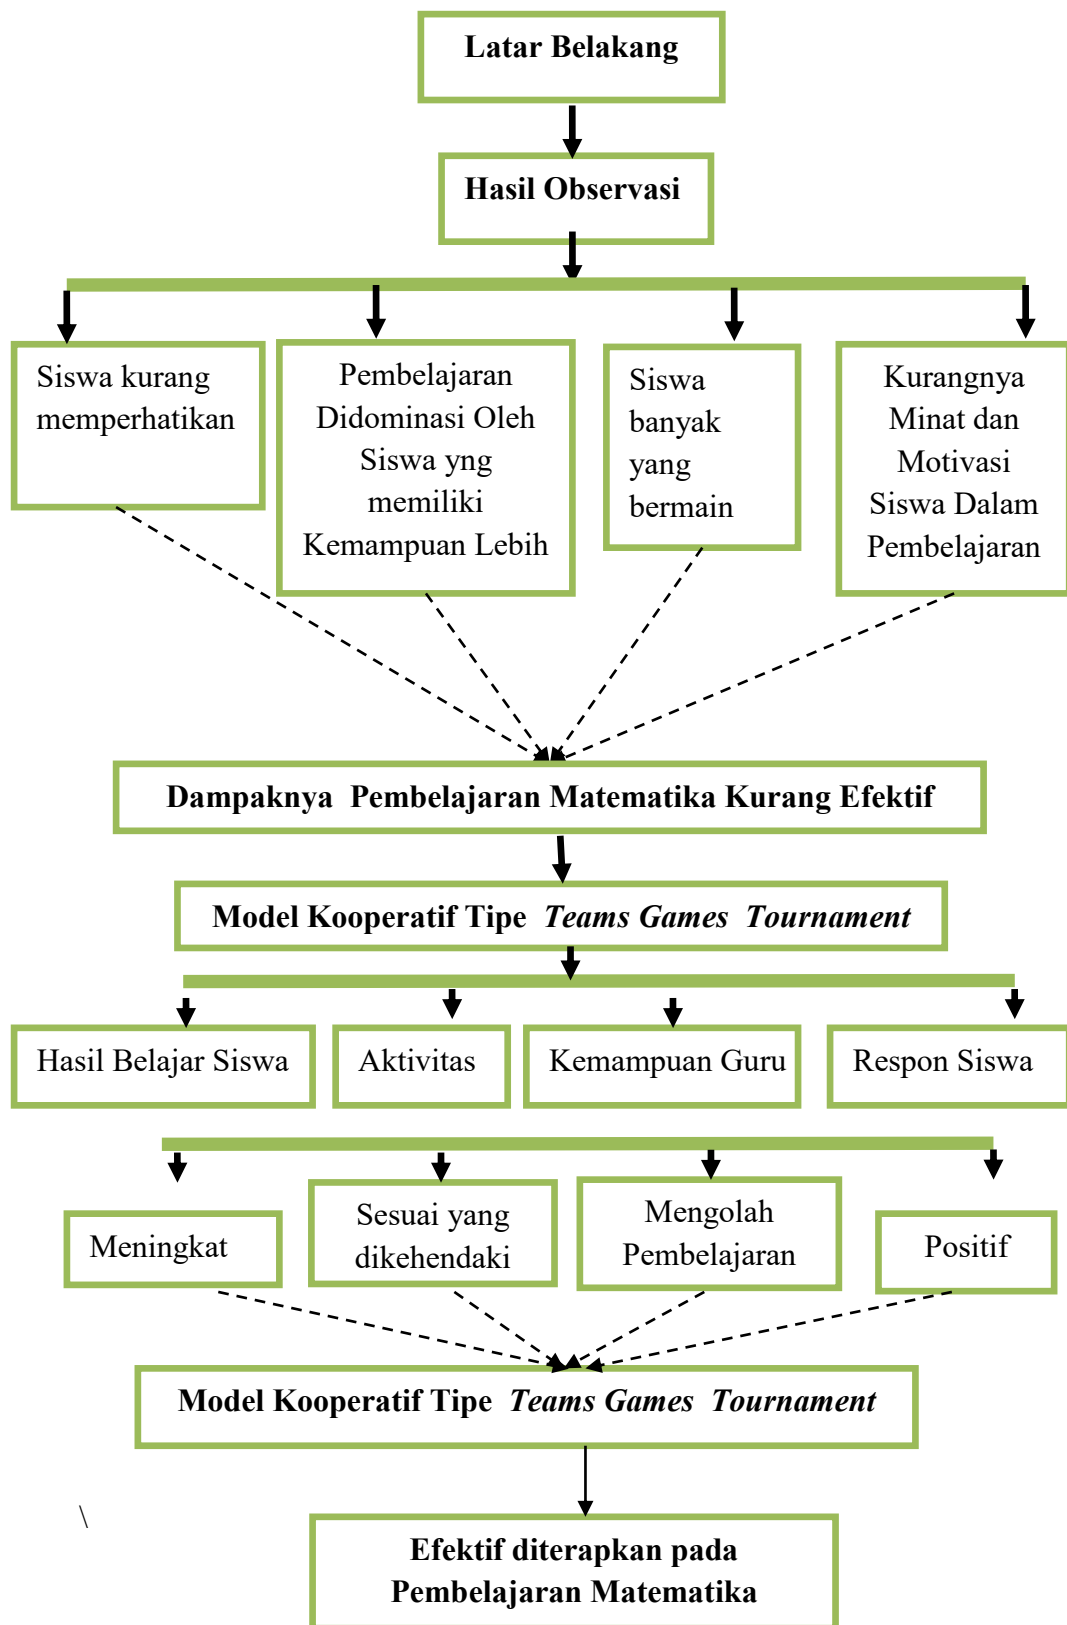 Latar Belakang
Hasil Observasi
Siswa kurang
memperhatikan
Pembelajaran
Didominasi Oleh
Siswa yng
memiliki
Kemampuan Lebih
Siswa
banyak
yang
bermain
Kurangnya
Minat dan
Motivasi
Siswa Dalam
Pembelajaran
Dampaknya Pembelajaran Matematika Kurang Efektif
Model Kooperatif Tipe Teams Games Tournament
Hasil Belajar Siswa
Aktivitas
Kemampuan Guru
Respon Siswa
Meningkat
Sesuai yang
dikehendaki
Mengolah
Pembelajaran
Positif
Model Kooperatif Tipe Teams Games Tournament
\
Efektif diterapkan pada
Pembelajaran Matematika